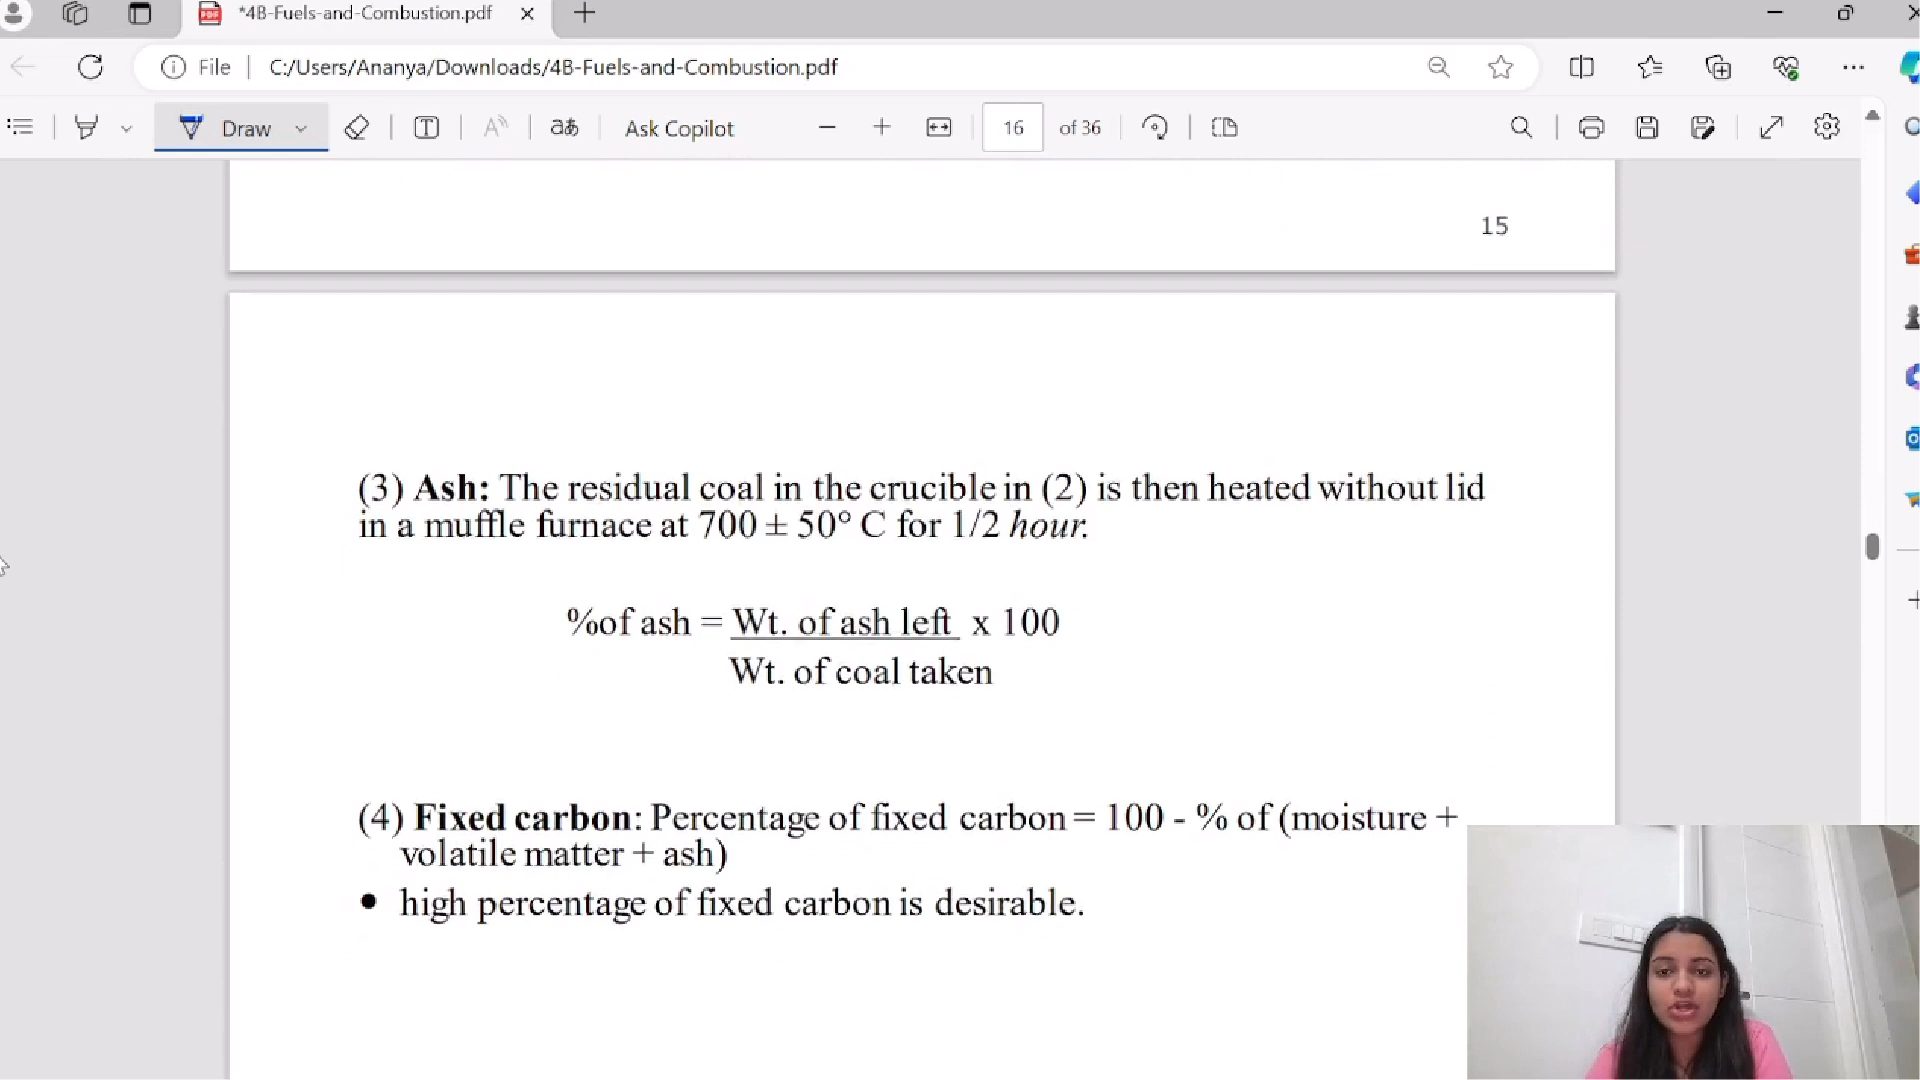 *4B-Fuels-and-Combustion.pdf
File
C:/Users/Ananya/Downloads/4B-Fuels-and-Combustion.pdf
Draw
Ask Copilot
16 of 36
15
(3) Ash: The residual coal in the crucible in (2) is then heated without lid
in a muffle furnace at 700 ± 50° C for 1/2 hour.
%of ash = Wt. of ash left x 100
Wt. of coal taken
(4) Fixed carbon: Percentage of fixed carbon = 100 - % of (moisture +
volatile matter + ash)
• high percentage of fixed carbon is desirable.